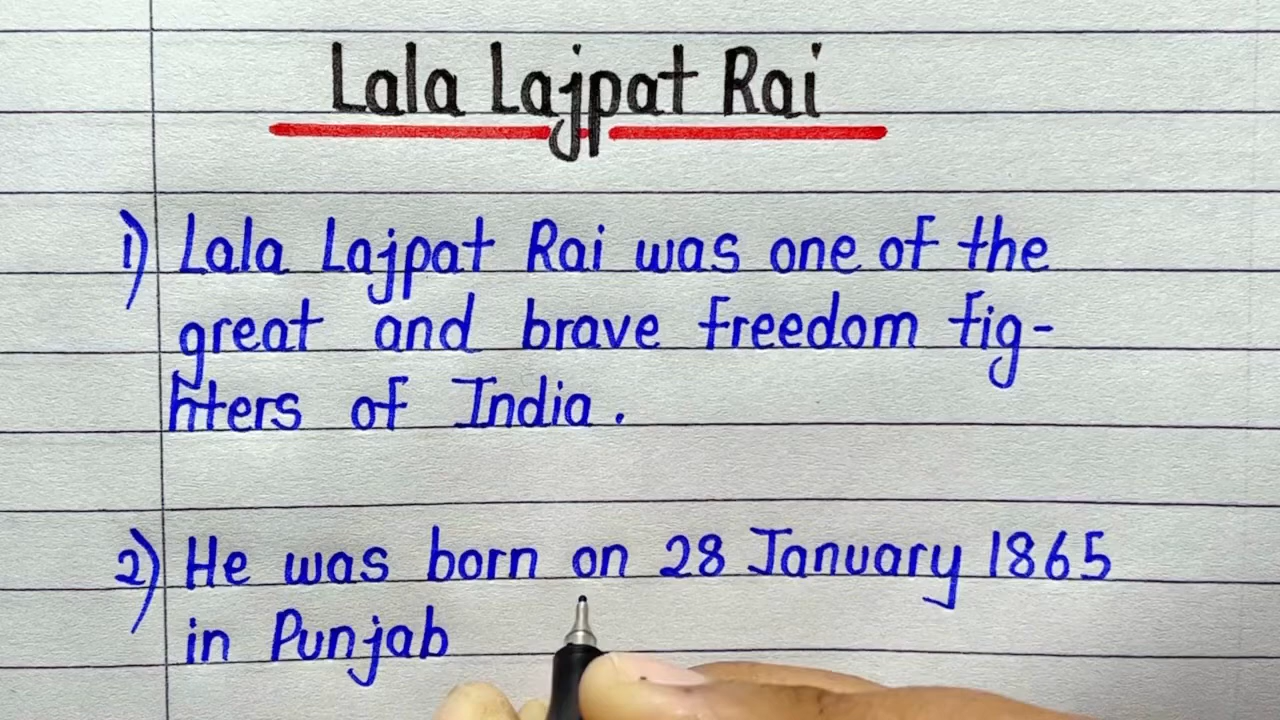 Lala Lajpat Rai
1) Lala Lajpat Rai was one of the
great and brave freedom fig-
hters of India.
2) He was born on 28 January 1865
in Punjab